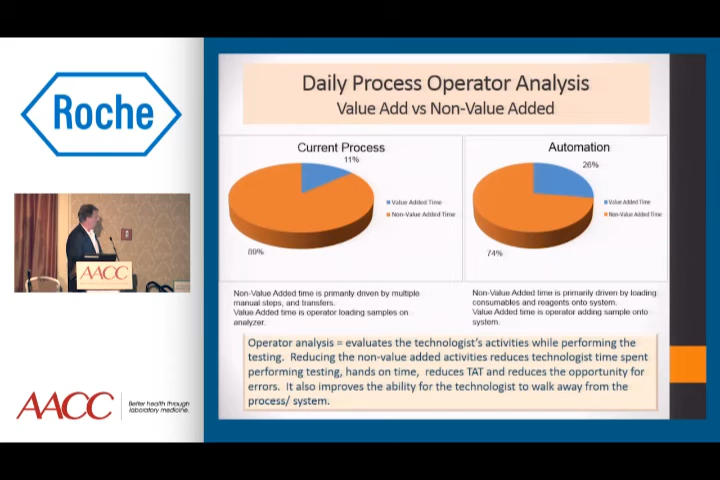 Roche
AACC
AACC
Better health through
laboratory medicine.
Daily Process Operator Analysis
Value Add vs Non-Value Added
Current Process
11%
Value Added Time
Non-Value Added Time
89%
Non-Value Added time is primarily driven by multiple
manual steps, and transfers.
Value Added time is operator loading samples on
analyzer.
Automation
26%
Value Added Time
Non-Value Added Time
74%
Non-Value Added time is primarily driven by loading
consumables and reagents onto system.
Value Added time is operator adding sample onto
system.
Operator analysis = evaluates the technologist's activities while performing the
testing. Reducing the non-value added activities reduces technologist time spent
performing testing, hands on time, reduces TAT and reduces the opportunity for
errors. It also improves the ability for the technologist to walk away from the
process/ system.